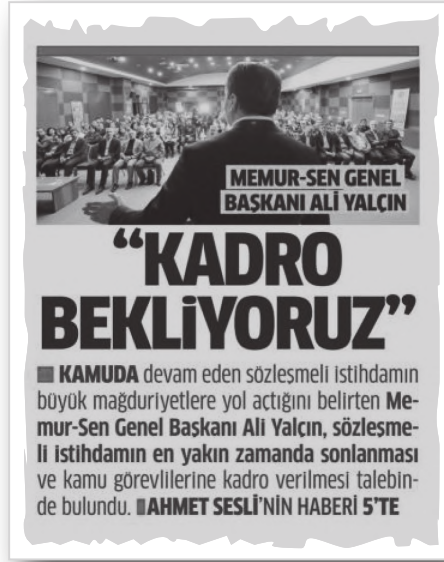 MEMUR-SEN GENEL
BAŞKANI ALİ YALÇIN
“KADRO
BEKLİYORUZ”
■ KAMUDA devam eden sözleşmeli istihdamın
büyük mağduriyetlere yol açtığını belirten Me-
mur-Sen Genel Başkanı Ali Yalçın, sözleşme-
li istihdamın en yakın zamanda sonlanması
ve kamu görevlilerine kadro verilmesi talebin-
de bulundu. ■AHMET SESLİ’NİN HABERİ 5’TE